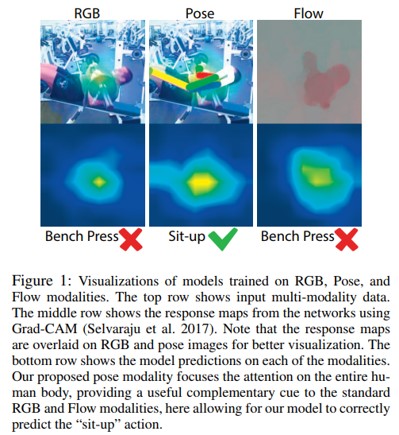 RGB Pose Flow
Bench Press Sit-up Bench Press
Figure 1: Visualizations of models trained on RGB, Pose, and
Flow modalities. The top row shows input multi-modality data.
The middle row shows the response maps from the networks using
Grad-CAM (Selvaraju et al. 2017). Note that the response maps
are overlaid on RGB and pose images for better visualization. The
bottom row shows the model predictions on each of the modalities.
Our proposed pose modality focuses the attention on the entire hu-
man body, providing a useful complementary cue to the standard
RGB and Flow modalities, here allowing for our model to correctly
predict the “sit-up” action.